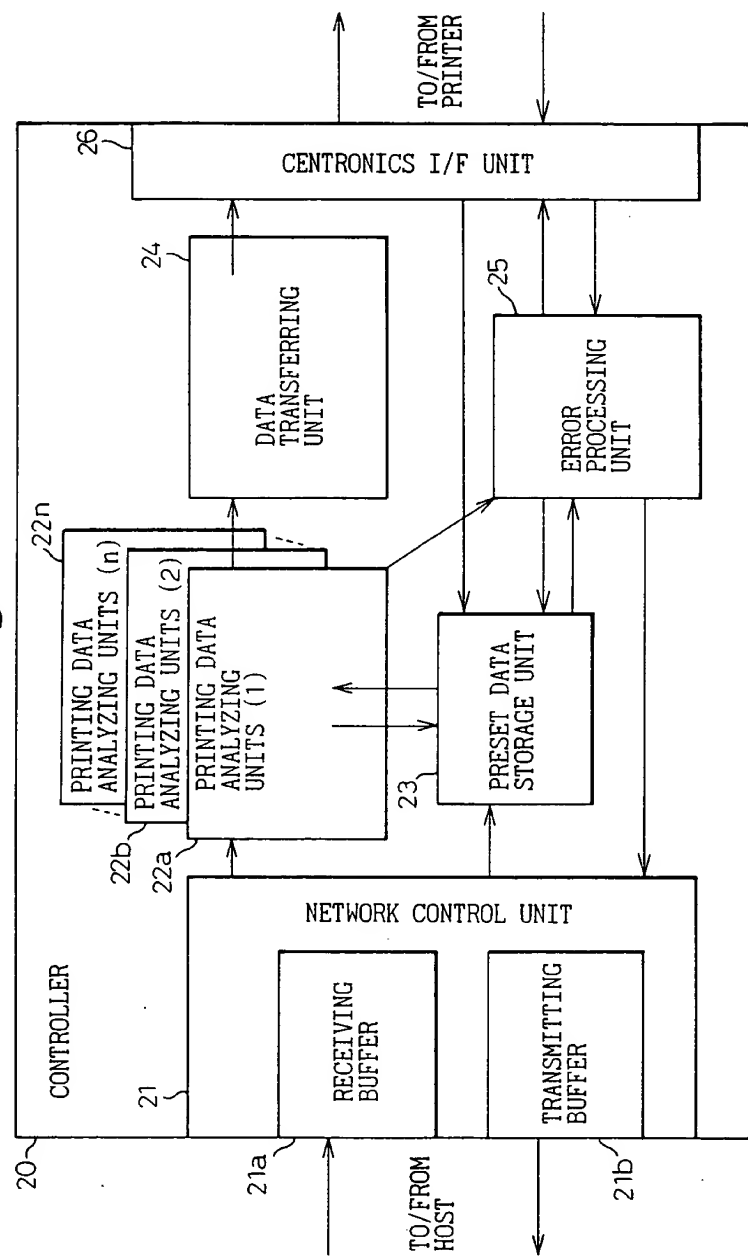 20
CONTROLLER
21
NETWORK CONTROL UNIT
21a
RECEIVING
BUFFER
TRANSMITTING
BUFFER
21b
TO/FROM
HOST
22n
PRINTING DATA
ANALYZING UNITS (n)
22b
PRINTING DATA
ANALYZING UNITS (2)
22a
PRINTING DATA
ANALYZING
UNITS (1)
23
PRESET DATA
STORAGE UNIT
24
DATA
TRANSFERRING
UNIT
25
ERROR
PROCESSING
UNIT
26
CENTRONICS I/F UNIT
TO/FROM
PRINTER